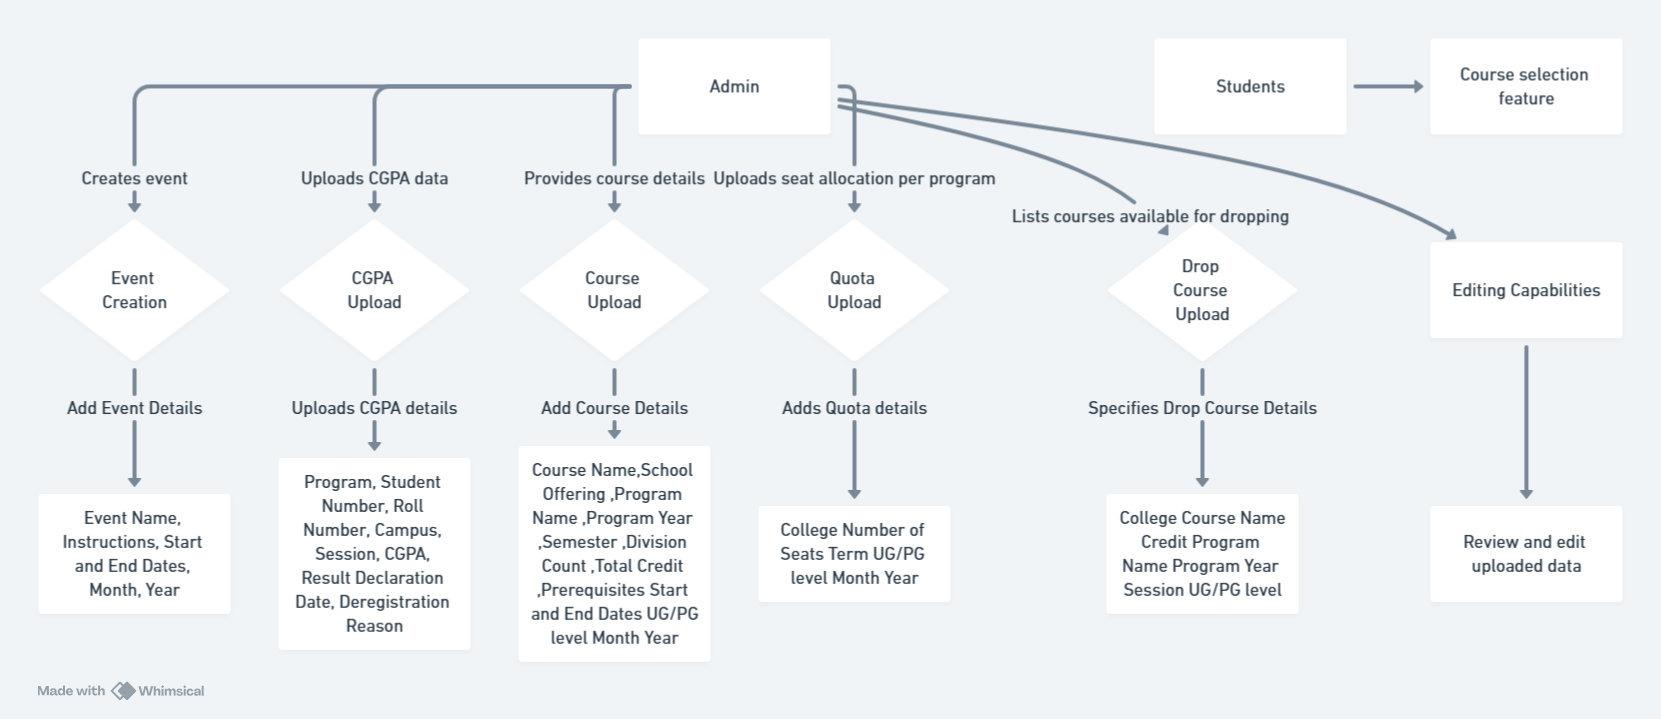 Admin
Students
Course selection
feature
Creates event
Uploads CGPA data
Provides course details
Uploads seat allocation per program
Lists courses available for dropping
Event
Creation
CGPA
Upload
Course
Upload
Quota
Upload
Drop
Course
Upload
Editing Capabilities
Add Event Details
Uploads CGPA details
Add Course Details
Adds Quota details
Specifies Drop Course Details
Event Name,
Instructions, Start
and End Dates,
Month, Year
Program, Student
Number, Roll
Number, Campus,
Session, CGPA,
Result Declaration
Date, Deregistration
Reason
Course Name,School
Offering ,Program
Name ,Program Year
,Semester ,Division
Count ,Total Credit
,Prerequisites Start
and End Dates UG/PG
level Month Year
College Number of
Seats Term UG/PG
level Month Year
College Course Name
Credit Program
Name Program Year
Session UG/PG level
Review and edit
uploaded data
Made with Whimsical